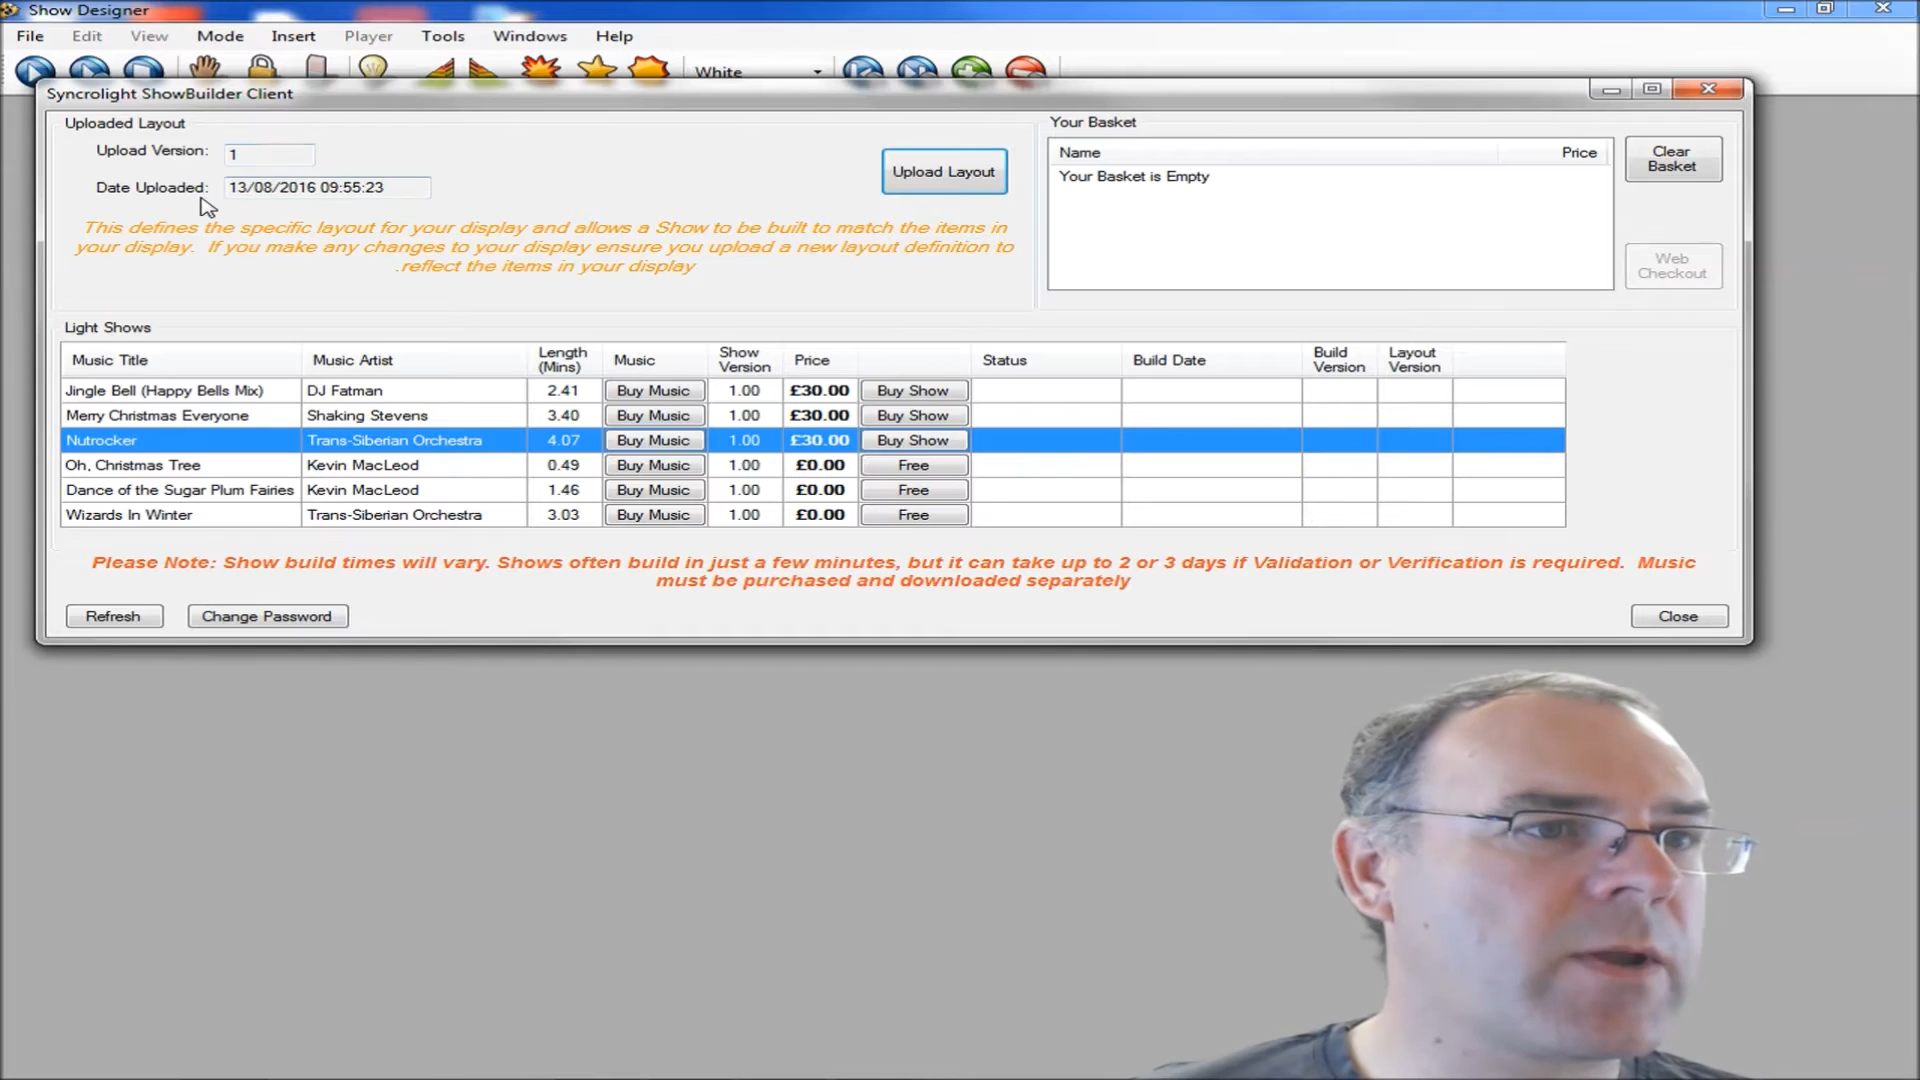 Show Designer
File Edit View Mode Insert Player Tools Windows Help
White
Syncrolight ShowBuilder Client
Uploaded Layout
Upload Version: 1
Date Uploaded: 13/08/2016 09:55:23
Upload Layout
This defines the specific layout for your display and allows a Show to be built to match the items in
your display. If you make any changes to your display ensure you upload a new layout definition to
.reflect the items in your display
Your Basket
Name Price
Your Basket is Empty
Clear
Basket
Web
Checkout
Light Shows
Music Title Music Artist Length (Mins) Music Show Version Price Status Build Date Build Version Layout Version
Jingle Bell (Happy Bells Mix) DJ Fatman 2.41 Buy Music 1.00 £30.00 Buy Show
Merry Christmas Everyone Shaking Stevens 3.40 Buy Music 1.00 £30.00 Buy Show
Nutrocker Trans-Siberian Orchestra 4.07 Buy Music 1.00 £30.00 Buy Show
Oh, Christmas Tree Kevin MacLeod 0.49 Buy Music 1.00 £0.00 Free
Dance of the Sugar Plum Fairies Kevin MacLeod 1.46 Buy Music 1.00 £0.00 Free
Wizards In Winter Trans-Siberian Orchestra 3.03 Buy Music 1.00 £0.00 Free
Please Note: Show build times will vary. Shows often build in just a few minutes, but it can take up to 2 or 3 days if Validation or Verification is required. Music
must be purchased and downloaded separately
Refresh Change Password Close